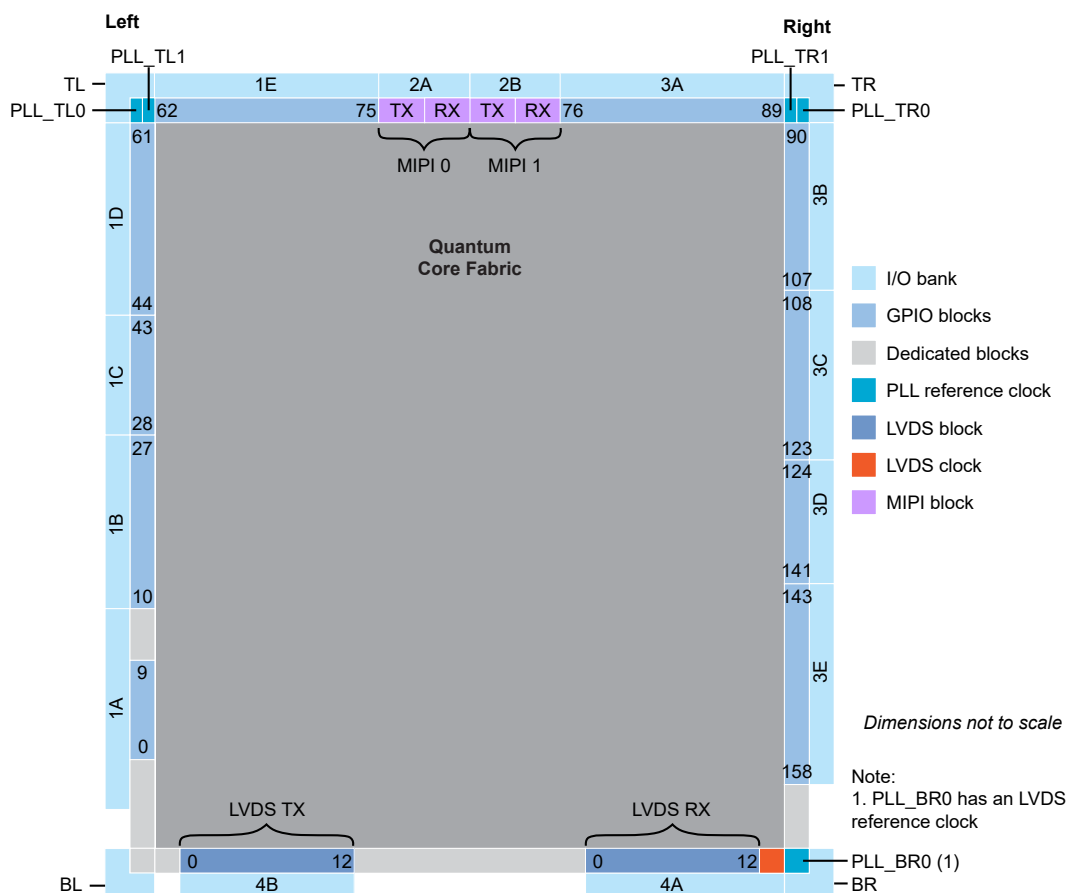 Left
Right
PLL_TL1
PLL_TR1
TL
1E
2A
2B
3A
TR
PLL_TL0
62
75
TX
RX
TX
RX
76
89
PLL_TR0
61
90
MIPI 0
MIPI 1
1D
3B
Quantum
Core Fabric
44
107
43
108
1C
3C
28
123
27
124
1B
3D
10
141
143
9
1A
3E
0
158
I/O bank
GPIO blocks
Dedicated blocks
PLL reference clock
LVDS block
LVDS clock
MIPI block
Dimensions not to scale
Note:
1. PLL_BR0 has an LVDS
reference clock
LVDS TX
LVDS RX
0
12
0
12
PLL_BR0 (1)
BL
4B
4A
BR